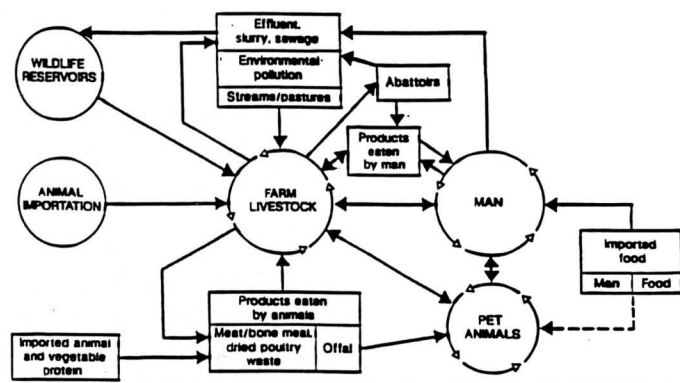 Effluent,
slurry, sewage
Environmental
pollution
Streams/pastures
WILDLIFE
RESERVOIRS
Abattoirs
Products
eaten
by man
ANIMAL
IMPORTATION
FARM
LIVESTOCK
MAN
Imported
food
Man
Food
Products eaten
by animals
Meat/bone meal,
dried poultry
waste
Offal
PET
ANIMALS
Imported animal
and vegetable
protein